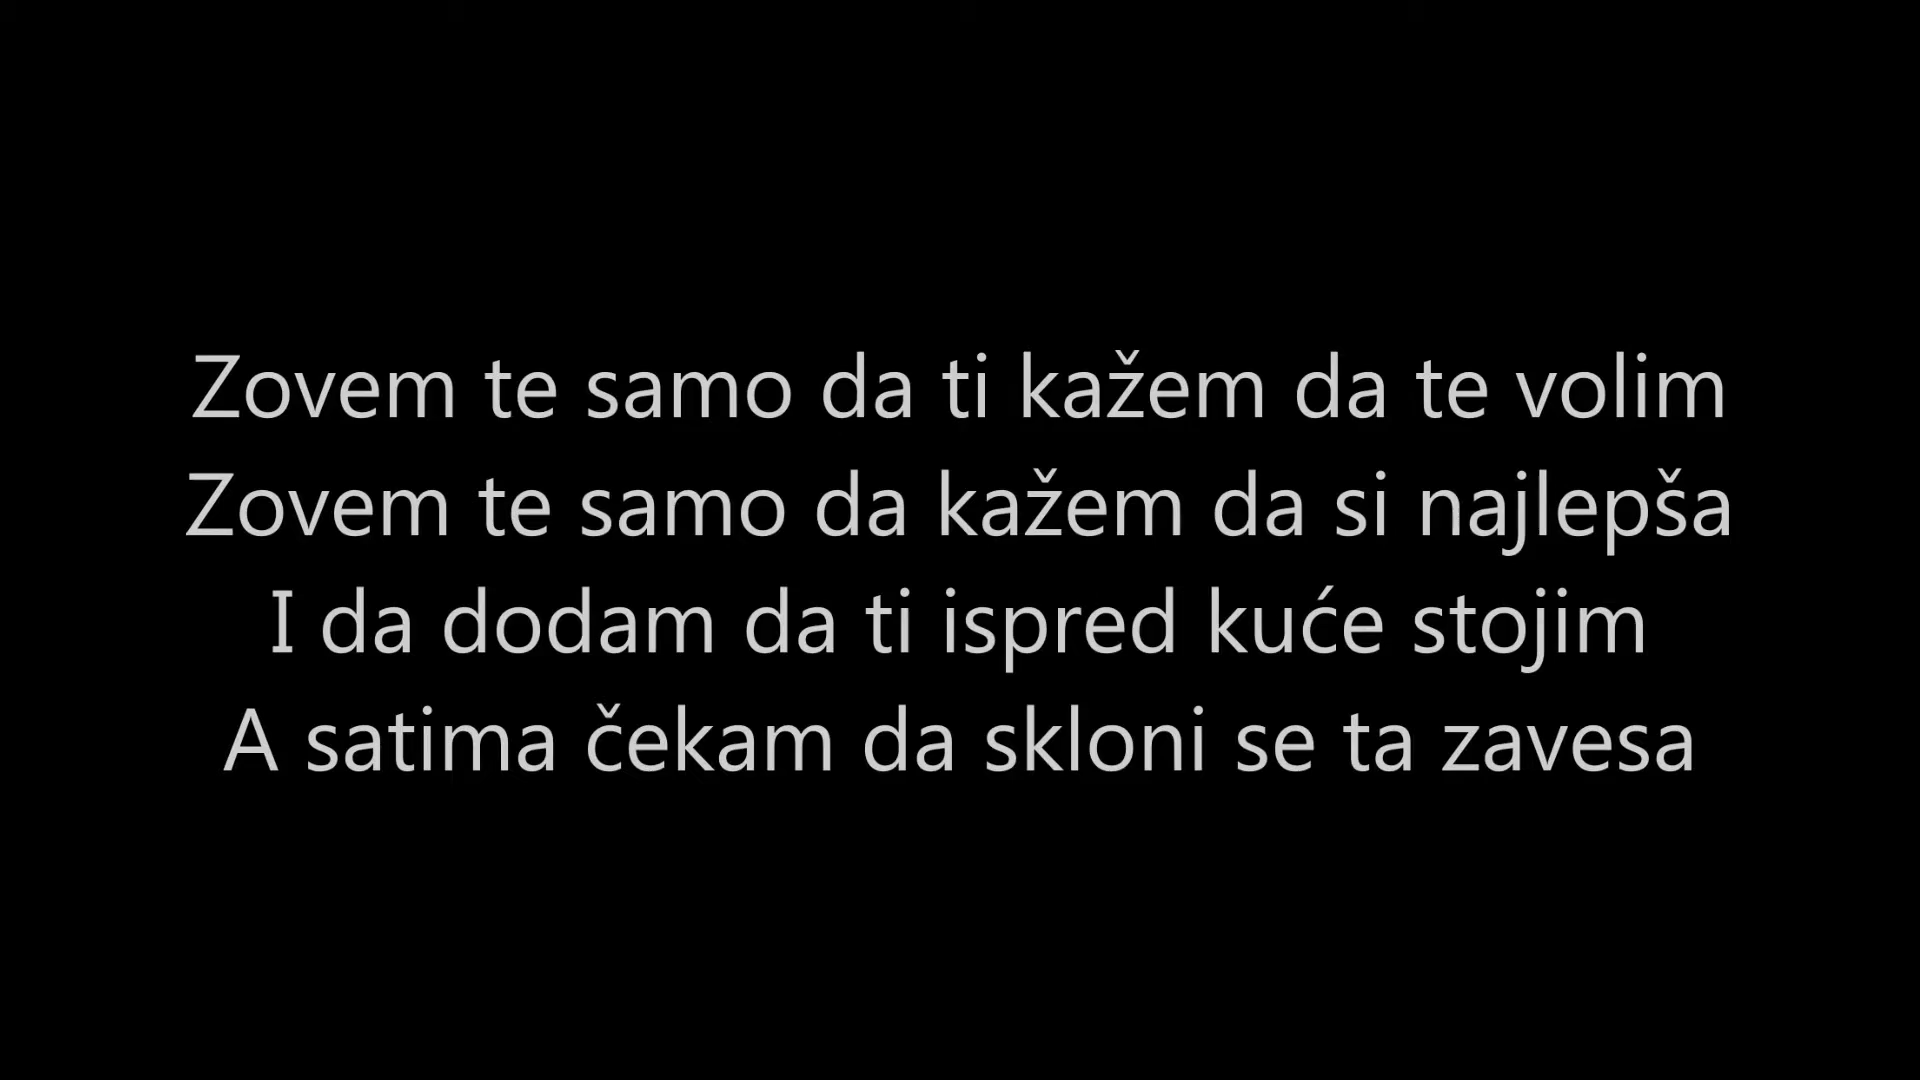 Zovem te samo da ti kažem da te volim
Zovem te samo da kažem da si najlepša
I da dodam da ti ispred kuće stojim
A satima čekam da skloni se ta zavesa